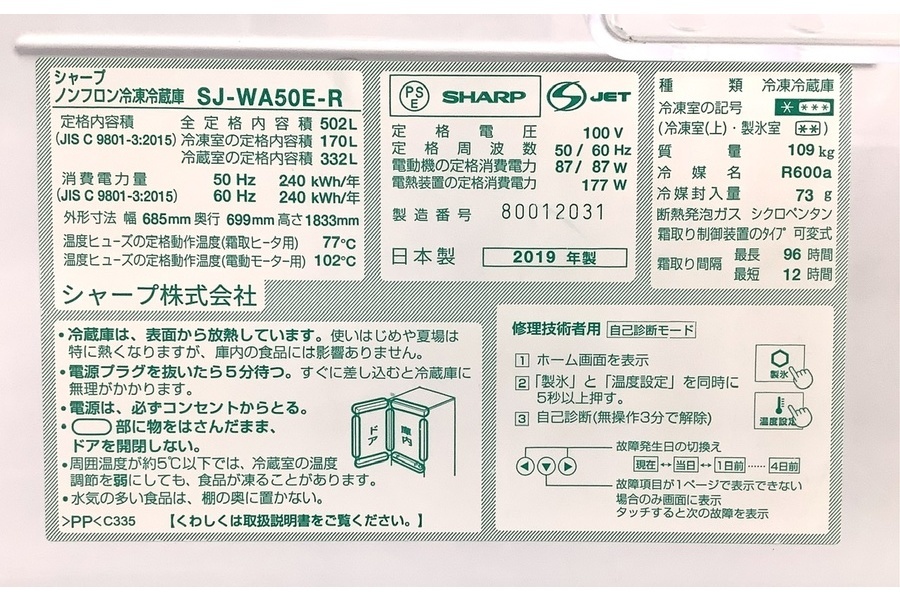 シャープ
ノンフロン冷凍冷蔵庫 SJ-WA50E-R
定格内容積 全定格内容積 502L
(JIS C 9801-3:2015) 冷凍室の定格内容積 170L
冷蔵室の定格内容積 332L
消費電力量 50 Hz 240 kWh/年
(JIS C 9801-3:2015) 60 Hz 240 kWh/年
外形寸法 幅 685mm 奥行 699mm 高さ 1833mm
温度ヒューズの定格動作温度(霜取ヒータ用) 77℃
温度ヒューズの定格動作温度(電動モーター用) 102℃
シャープ株式会社
PSE SHARP S JET
定格電圧 100 V
定格周波数 50 / 60 Hz
電動機の定格消費電力 87 / 87 W
電熱装置の定格消費電力 177 W
製造番号 80012031
日本製 2019 年製
種類 冷凍冷蔵庫
冷凍室の記号 ＊＊＊＊
(冷凍室(上)・製氷室 ＊＊)
質量 109 kg
冷媒名 R600a
冷媒封入量 73 g
断熱発泡ガス シクロペンタン
霜取り制御装置のタイプ 可変式
霜取り間隔 最長 96 時間
最短 12 時間
・冷蔵庫は、表面から放熱しています。使いはじめや夏場は
特に熱くなりますが、庫内の食品には影響ありません。
・電源プラグを抜いたら5分待つ。すぐに差し込むと冷蔵庫に
無理がかかります。
・電源は、必ずコンセントからとる。
・部に物をはさんだまま、
ドアを開閉しない。
ドア 庫内
・周囲温度が約5℃以下では、冷蔵室の温度
調節を弱にしても、食品が凍ることがあります。
・水気の多い食品は、棚の奥に置かない。
>PP< C335 【くわしくは取扱説明書をご覧ください。】
修理技術者用 自己診断モード
1 ホーム画面を表示
製氷
2 「製氷」と「温度設定」を同時に
5秒以上押す。
温度設定
3 自己診断(無操作3分で解除)
故障発生日の切換え
◀ ▼ ▶ 現在 ↔ 当日 ↔ 1日前 …… 4日前
故障項目が1ページで表示できない
場合のみ画面に表示
タッチすると次の故障を表示